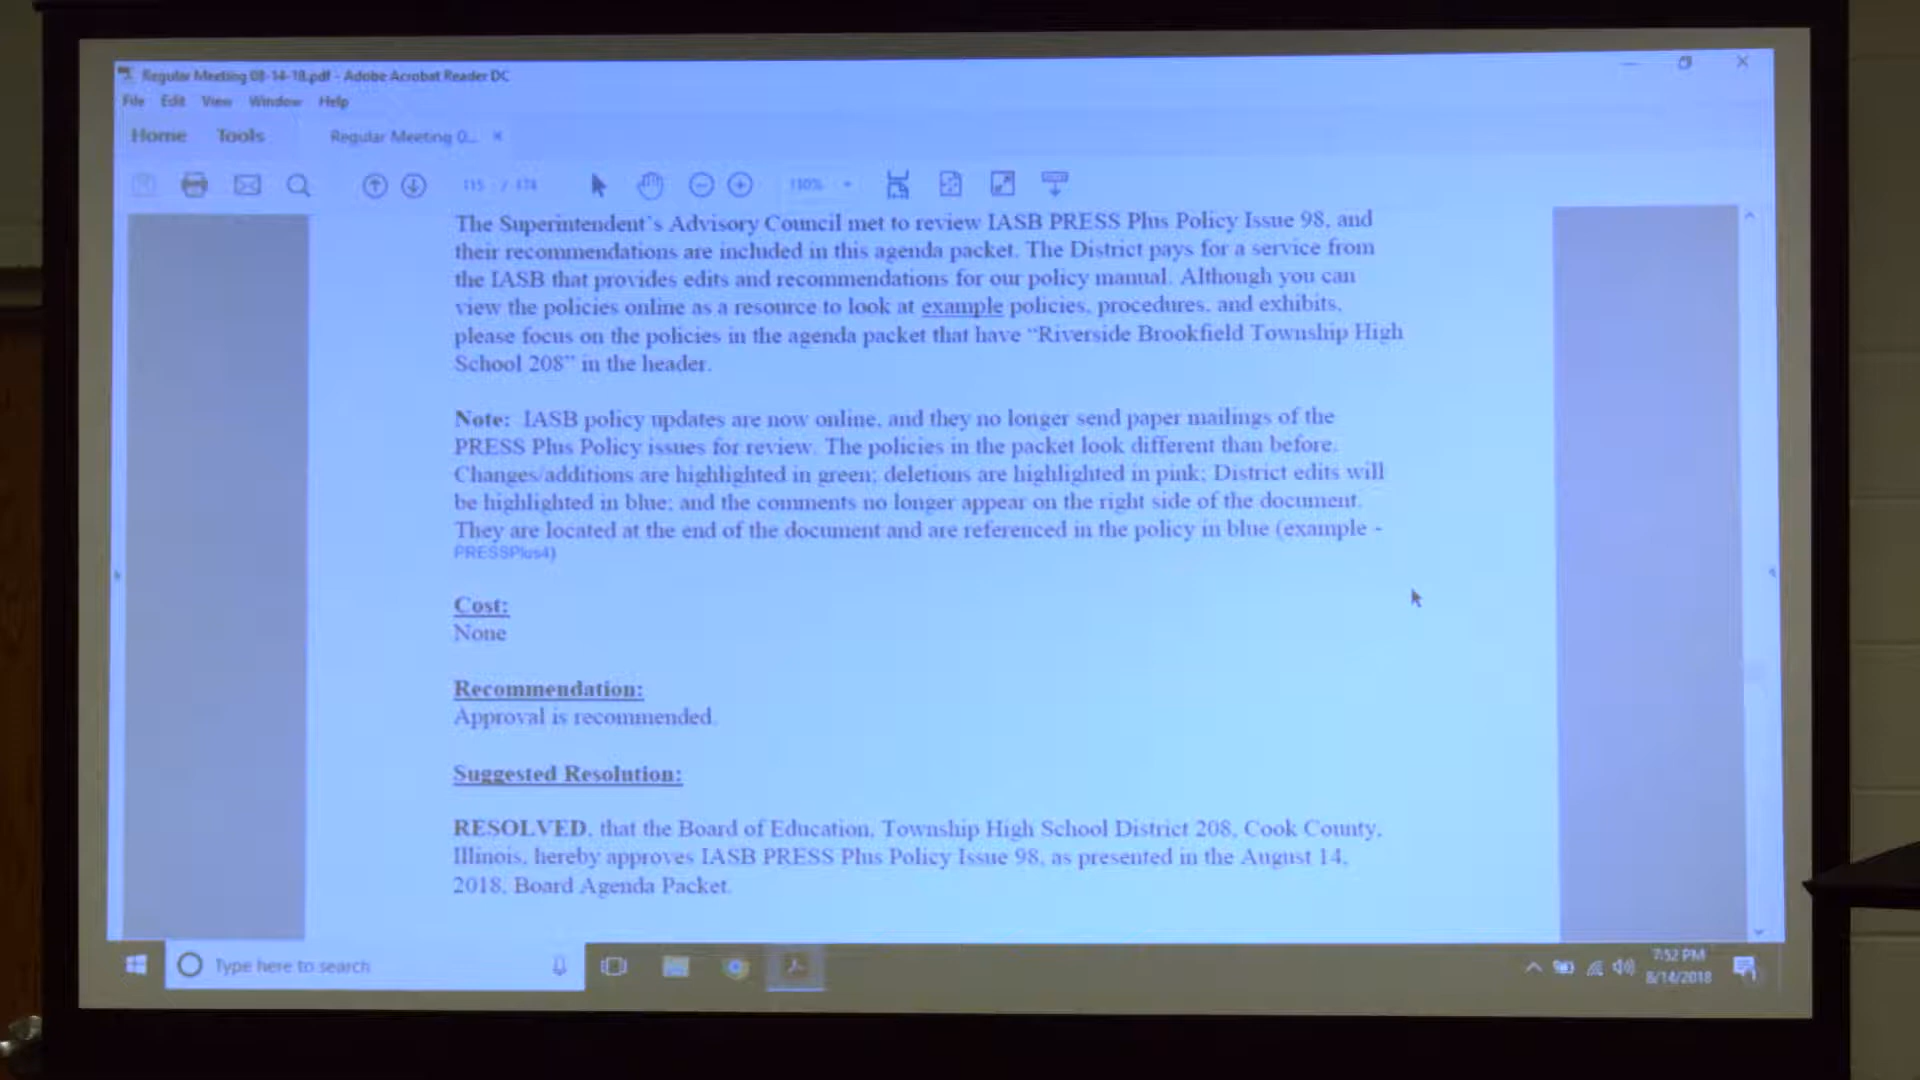 Regular Meeting 08-14-18.pdf - Adobe Acrobat Reader DC
File Edit View Window Help
Home Tools Regular Meeting 0... ×
115 / 174 110%
The Superintendent's Advisory Council met to review IASB PRESS Plus Policy Issue 98, and
their recommendations are included in this agenda packet. The District pays for a service from
the IASB that provides edits and recommendations for our policy manual. Although you can
view the policies online as a resource to look at example policies, procedures, and exhibits,
please focus on the policies in the agenda packet that have “Riverside Brookfield Township High
School 208” in the header.
Note: IASB policy updates are now online, and they no longer send paper mailings of the
PRESS Plus Policy issues for review. The policies in the packet look different than before.
Changes/additions are highlighted in green; deletions are highlighted in pink; District edits will
be highlighted in blue; and the comments no longer appear on the right side of the document.
They are located at the end of the document and are referenced in the policy in blue (example -
PRESSPlus4)
Cost:
None
Recommendation:
Approval is recommended.
Suggested Resolution:
RESOLVED, that the Board of Education, Township High School District 208, Cook County,
Illinois, hereby approves IASB PRESS Plus Policy Issue 98, as presented in the August 14,
2018, Board Agenda Packet.
Type here to search
7:52 PM
8/14/2018